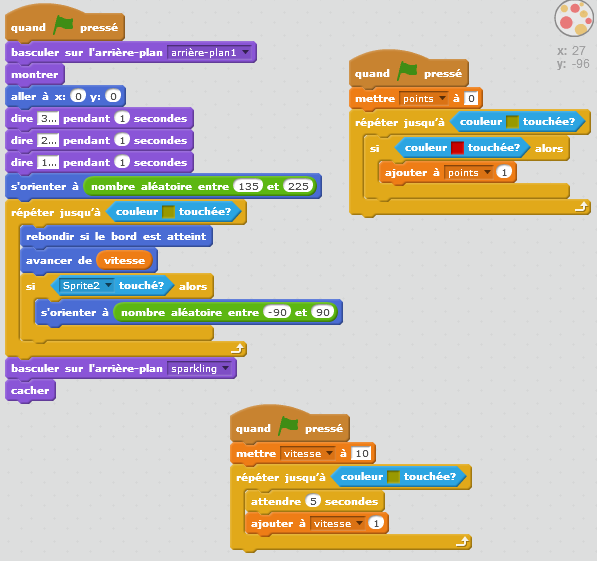 quand pressé
basculer sur l'arrière-plan arrière-plan1
montrer
aller à x: 0 y: 0
dire 3... pendant 1 secondes
dire 2... pendant 1 secondes
dire 1... pendant 1 secondes
s'orienter à nombre aléatoire entre 135 et 225
répéter jusqu'à couleur touchée?
rebondir si le bord est atteint
avancer de vitesse
si Sprite2 touché? alors
s'orienter à nombre aléatoire entre -90 et 90
basculer sur l'arrière-plan sparkling
cacher
x: 27
y: -96
quand pressé
mettre points à 0
répéter jusqu'à couleur touchée?
si couleur touchée? alors
ajouter à points 1
quand pressé
mettre vitesse à 10
répéter jusqu'à couleur touchée?
attendre 5 secondes
ajouter à vitesse 1